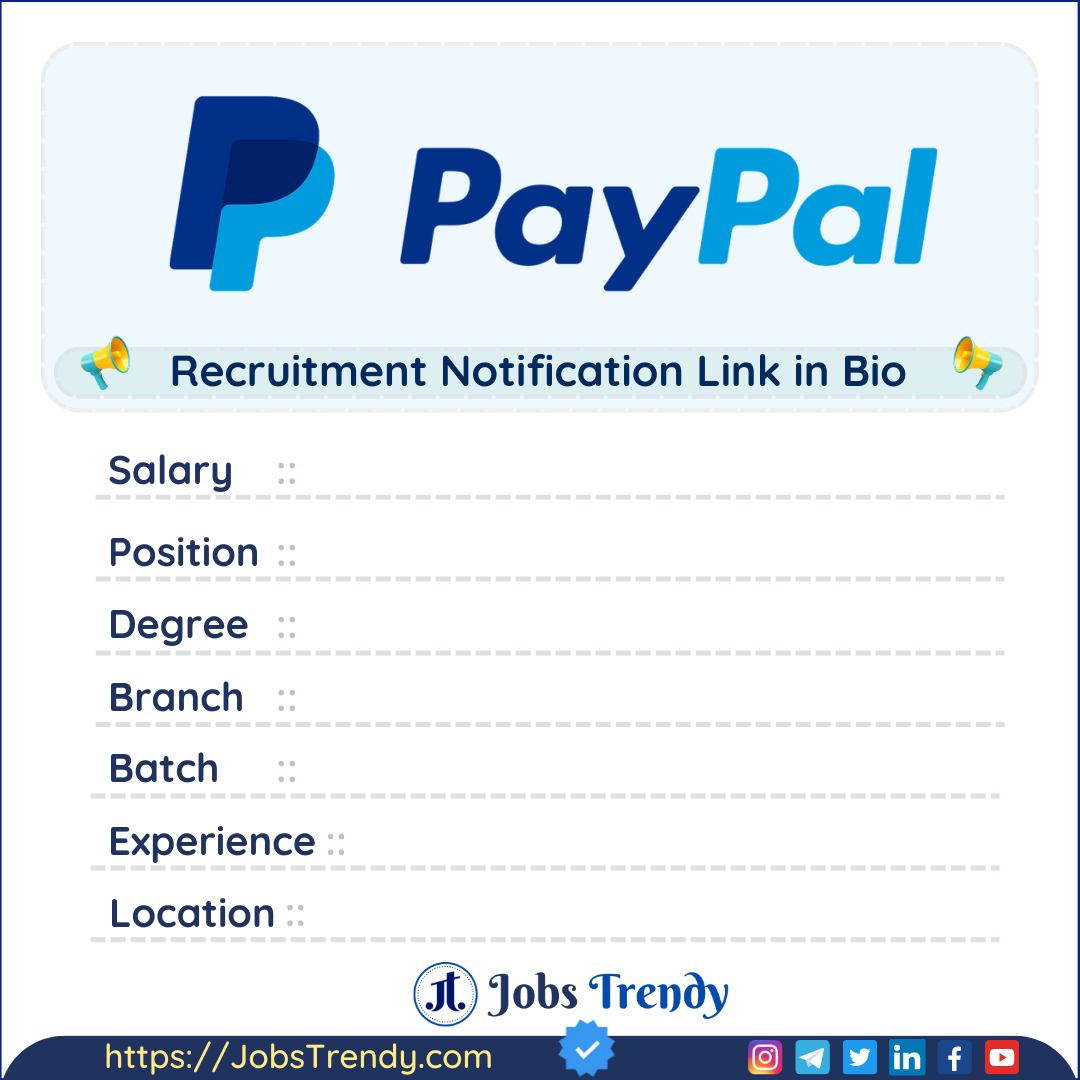 PayPal
Recruitment Notification Link in Bio
Salary ::
Position ::
Degree ::
Branch ::
Batch ::
Experience ::
Location ::
Jobs Trendy
https://JobsTrendy.com